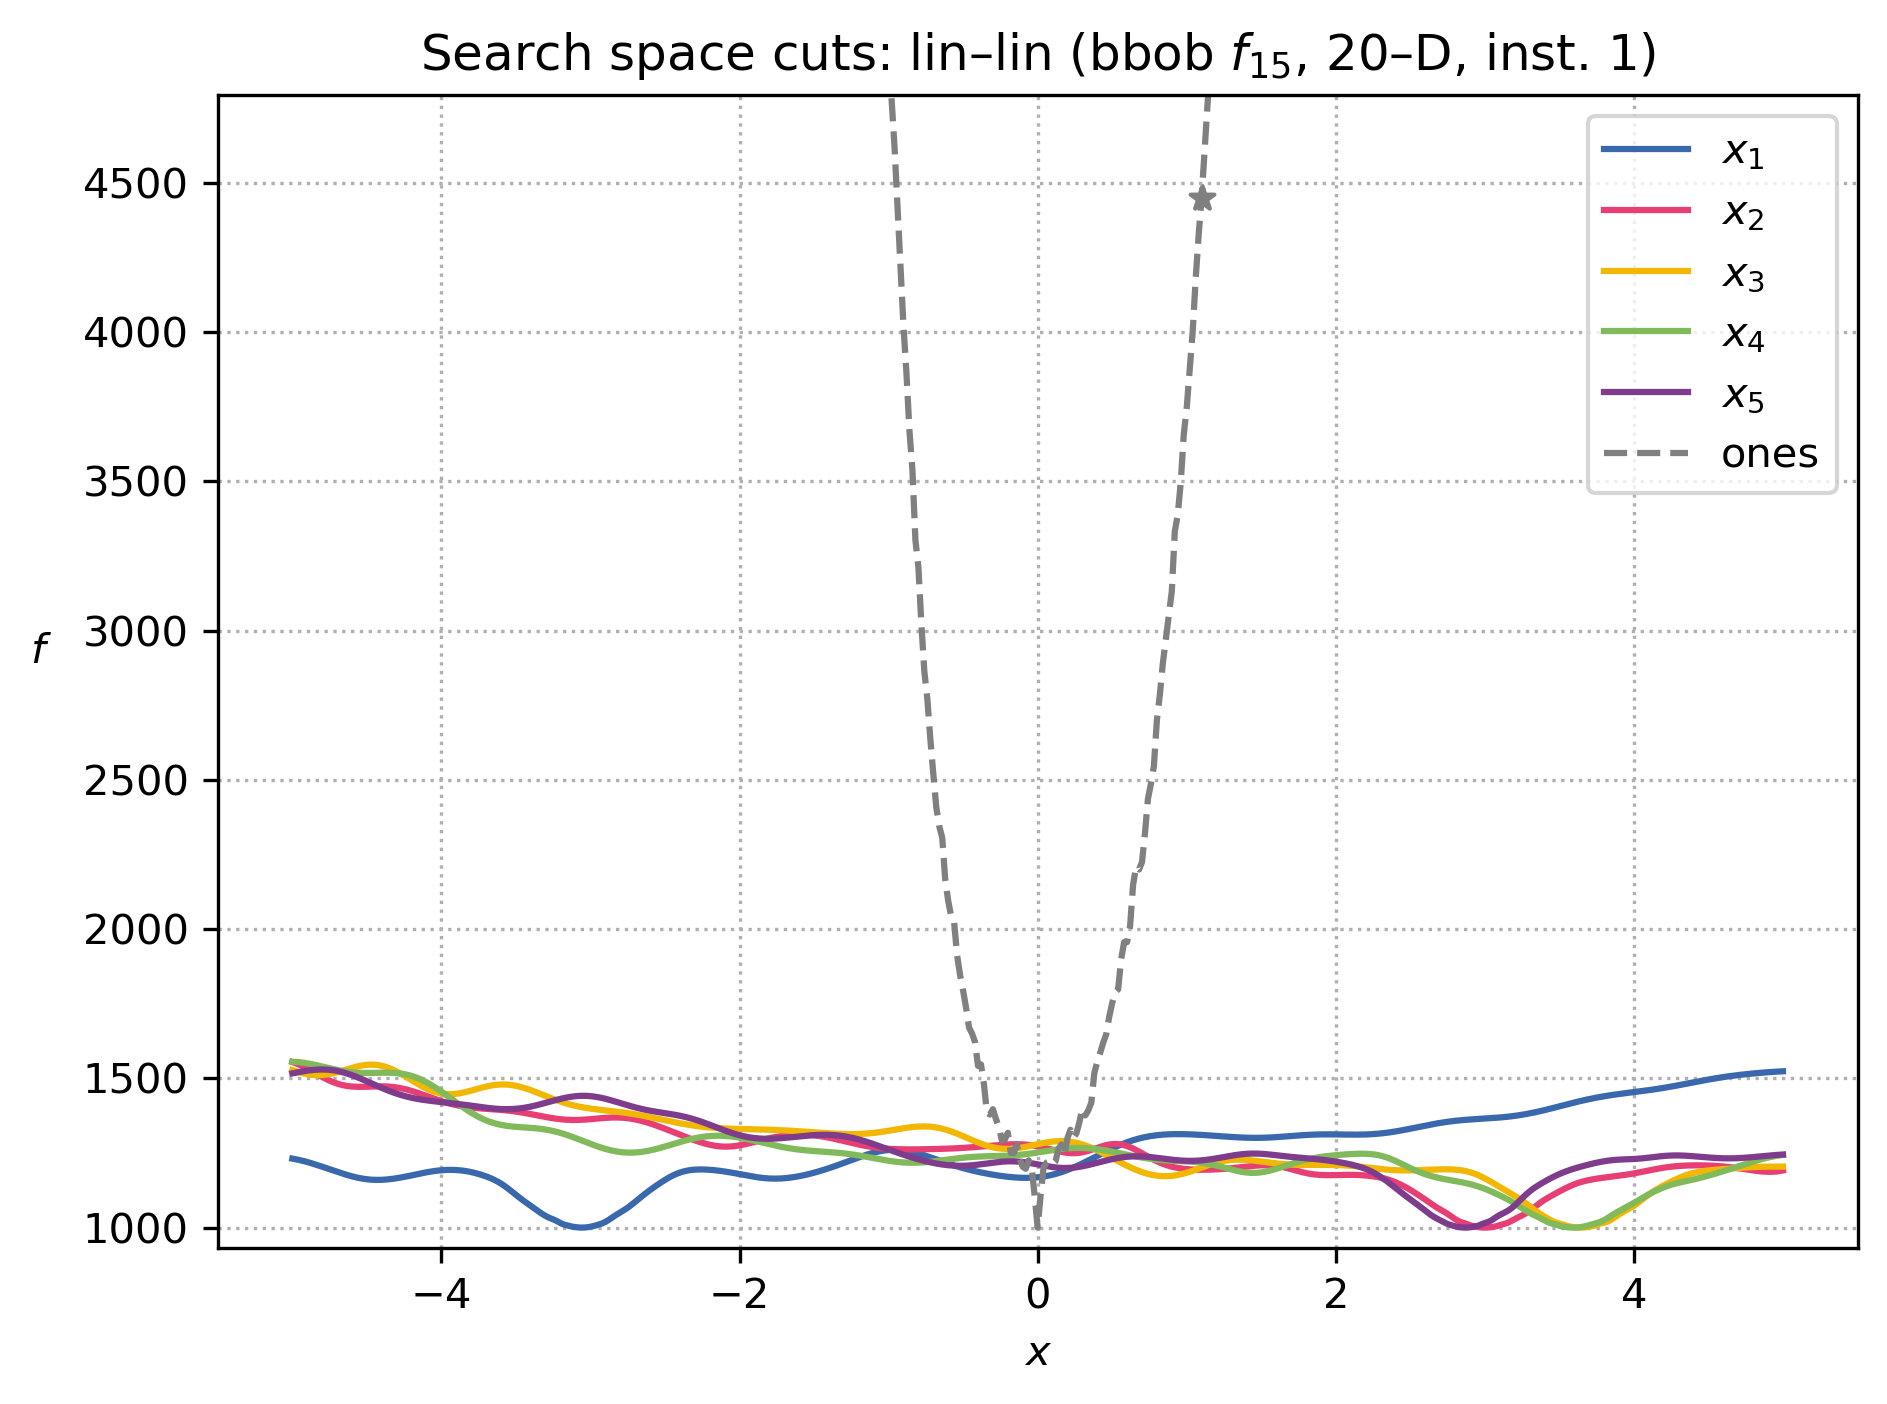 Search space cuts: lin–lin (bbob f₁₅, 20–D, inst. 1)
4500
4000
3500
3000
2500
2000
1500
1000
f
−4
−2
0
2
4
x
x₁
x₂
x₃
x₄
x₅
ones